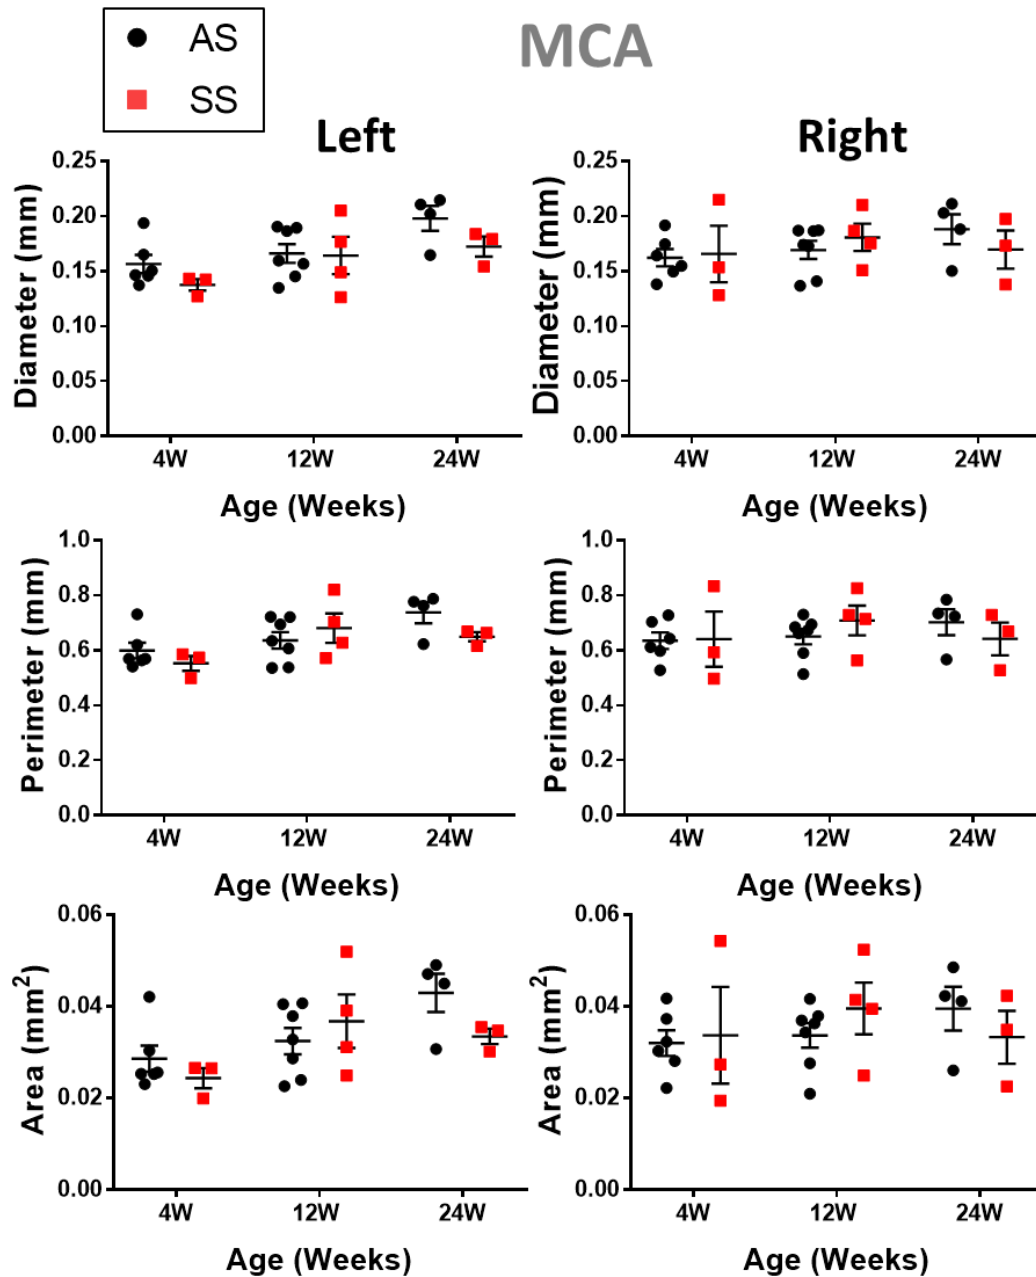 AS
SS
MCA
Left
Right
Diameter (mm)
0.25
0.20
0.15
0.10
0.05
0.00
4W
12W
24W
Age (Weeks)
Diameter (mm)
0.25
0.20
0.15
0.10
0.05
0.00
4W
12W
24W
Age (Weeks)
Perimeter (mm)
1.0
0.8
0.6
0.4
0.2
0.0
4W
12W
24W
Age (Weeks)
Perimeter (mm)
1.0
0.8
0.6
0.4
0.2
0.0
4W
12W
24W
Age (Weeks)
Area (mm²)
0.06
0.04
0.02
0.00
4W
12W
24W
Age (Weeks)
Area (mm²)
0.06
0.04
0.02
0.00
4W
12W
24W
Age (Weeks)